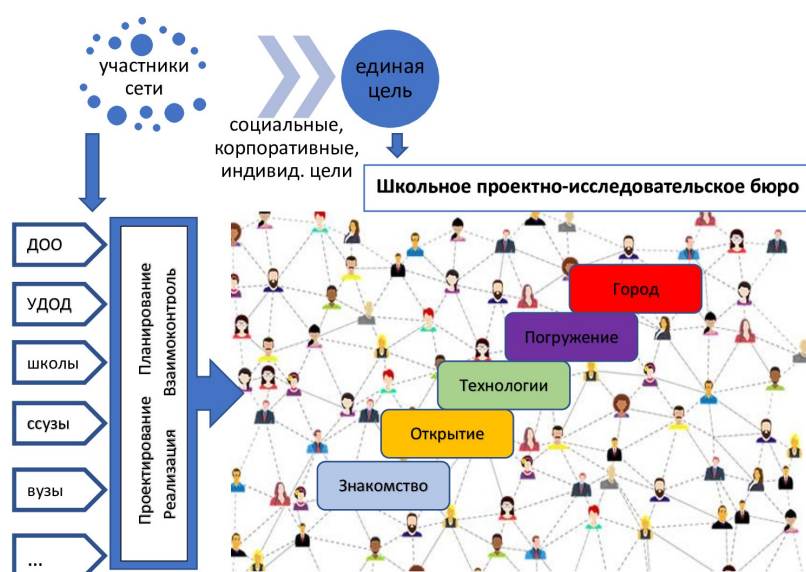 участники
сети
единая
цель
социальные,
корпоративные,
индивид. цели
Школьное проектно-исследовательское бюро
ДОО
УДОД
школы
ссузы
вузы
...
Проектирование Планирование
Реализация Взаимоконтроль
Город
Погружение
Технологии
Открытие
Знакомство